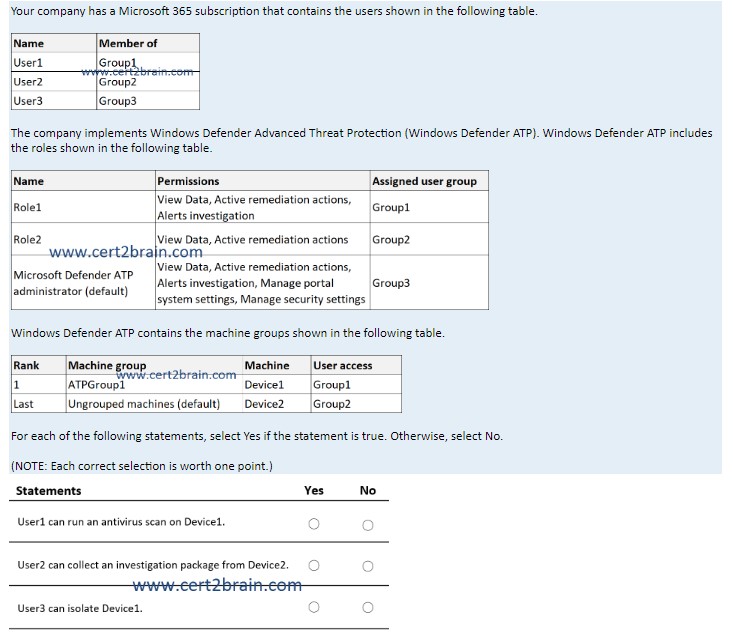 Your company has a Microsoft 365 subscription that contains the users shown in the following table.
Name Member of
User1 Group1
www.cert2brain.com
User2 Group2
User3 Group3
The company implements Windows Defender Advanced Threat Protection (Windows Defender ATP). Windows Defender ATP includes
the roles shown in the following table.
Name Permissions Assigned user group
Role1 View Data, Active remediation actions,
Alerts investigation Group1
Role2 View Data, Active remediation actions Group2
www.cert2brain.com
Microsoft Defender ATP
administrator (default) View Data, Active remediation actions,
Alerts investigation, Manage portal
system settings, Manage security settings Group3
Windows Defender ATP contains the machine groups shown in the following table.
Rank Machine group Machine User access
www.cert2brain.com
1 ATPGroup1 Device1 Group1
Last Ungrouped machines (default) Device2 Group2
For each of the following statements, select Yes if the statement is true. Otherwise, select No.
(NOTE: Each correct selection is worth one point.)
Statements Yes No
User1 can run an antivirus scan on Device1.
User2 can collect an investigation package from Device2.
www.cert2brain.com
User3 can isolate Device1.